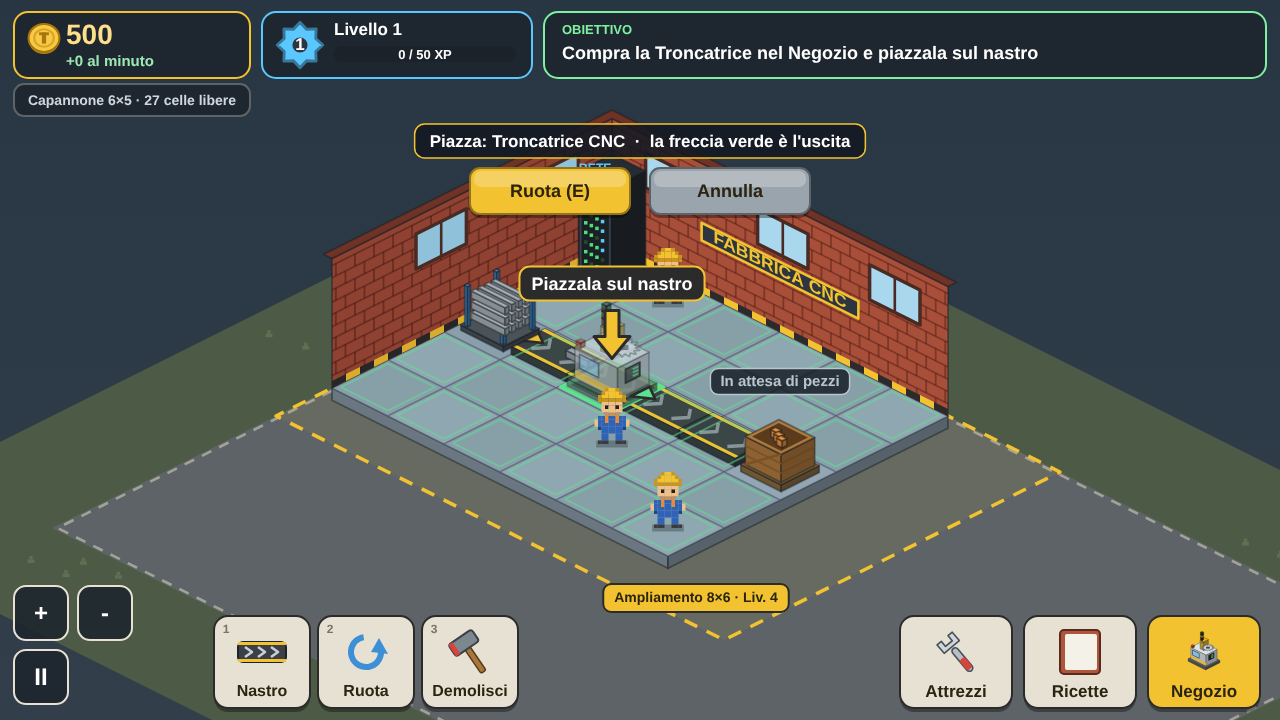 500
+0 al minuto
1
Livello 1
0 / 50 XP
OBIETTIVO
Compra la Troncatrice nel Negozio e piazzala sul nastro
Capannone 6×5 · 27 celle libere
Piazza: Troncatrice CNC · la freccia verde è l'uscita
Ruota (E)
Annulla
FABBRICA CNC
Piazzala sul nastro
In attesa di pezzi
Ampliamento 8×6 · Liv. 4
+
-
1
Nastro
2
Ruota
3
Demolisci
Attrezzi
Ricette
Negozio